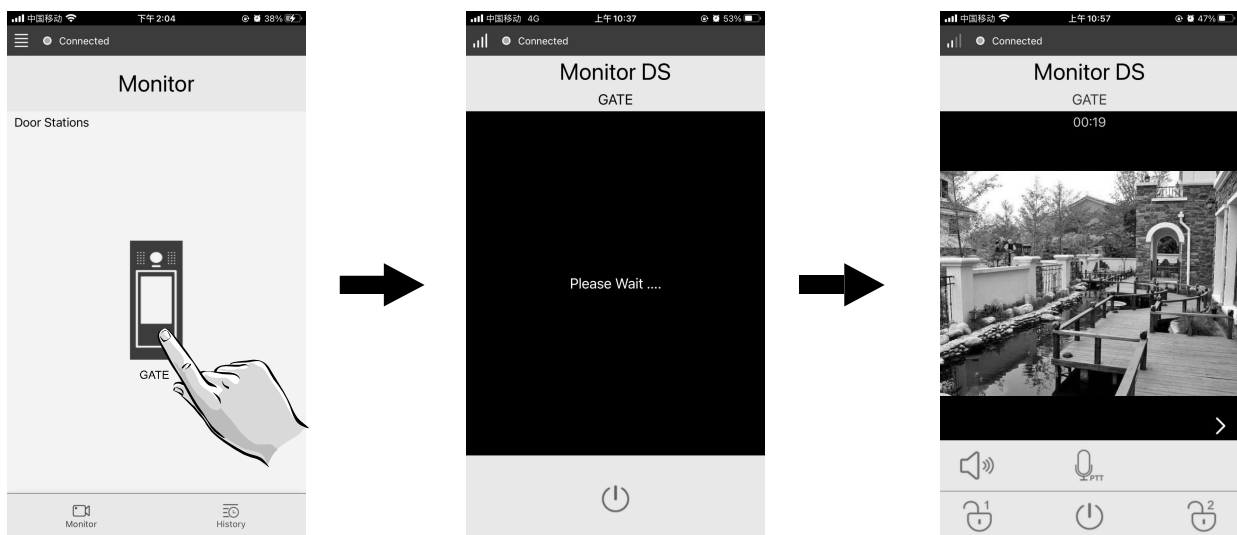 中国移动 下午2:04 38%
Connected
Monitor
Door Stations
GATE
Monitor
History
中国移动 4G 上午10:37 53%
Connected
Monitor DS
GATE
Please Wait ....
中国移动 上午10:57 47%
Connected
Monitor DS
GATE
00:19
PTT
1
2